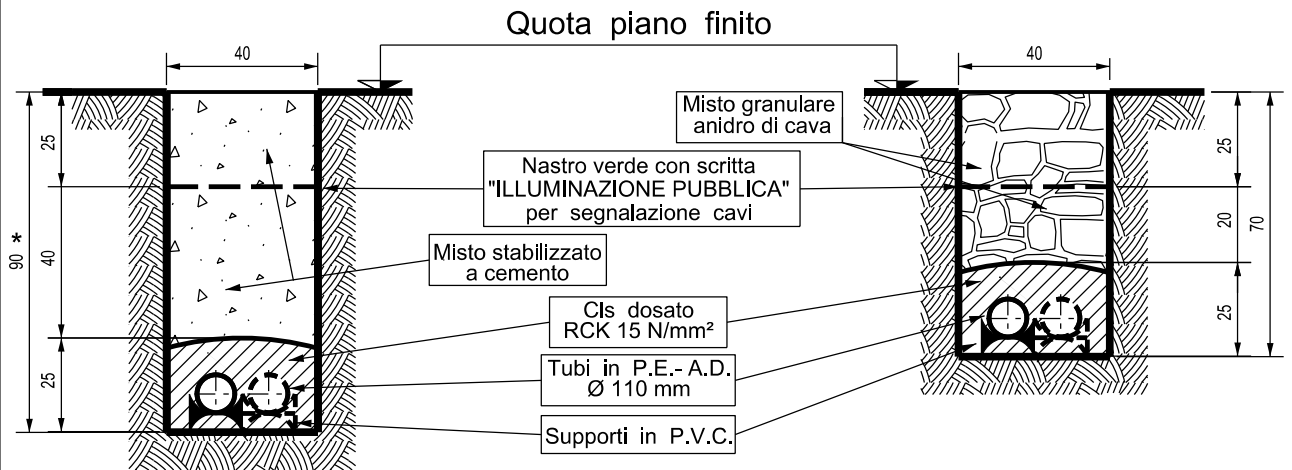 Quota piano finito
40
40
25
40
25
90 *
Misto granulare
anidro di cava
Nastro verde con scritta
"ILLUMINAZIONE PUBBLICA"
per segnalazione cavi
Misto stabilizzato
a cemento
Cls dosato
RCK 15 N/mm²
Tubi in P.E.- A.D.
Ø 110 mm
Supporti in P.V.C.
25
20
25
70